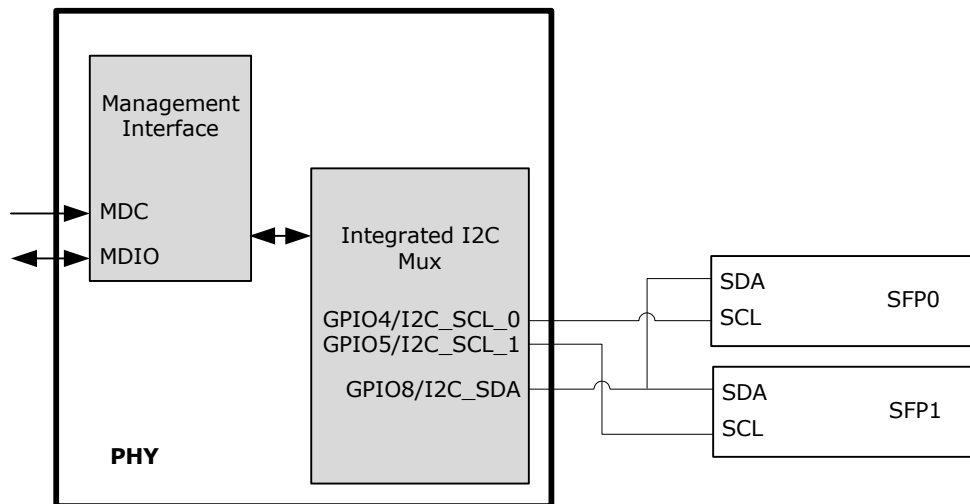 Management
Interface
MDC
MDIO
Integrated I2C
Mux
GPIO4/I2C_SCL_0
GPIO5/I2C_SCL_1
GPIO8/I2C_SDA
PHY
SDA
SCL
SFP0
SDA
SCL
SFP1